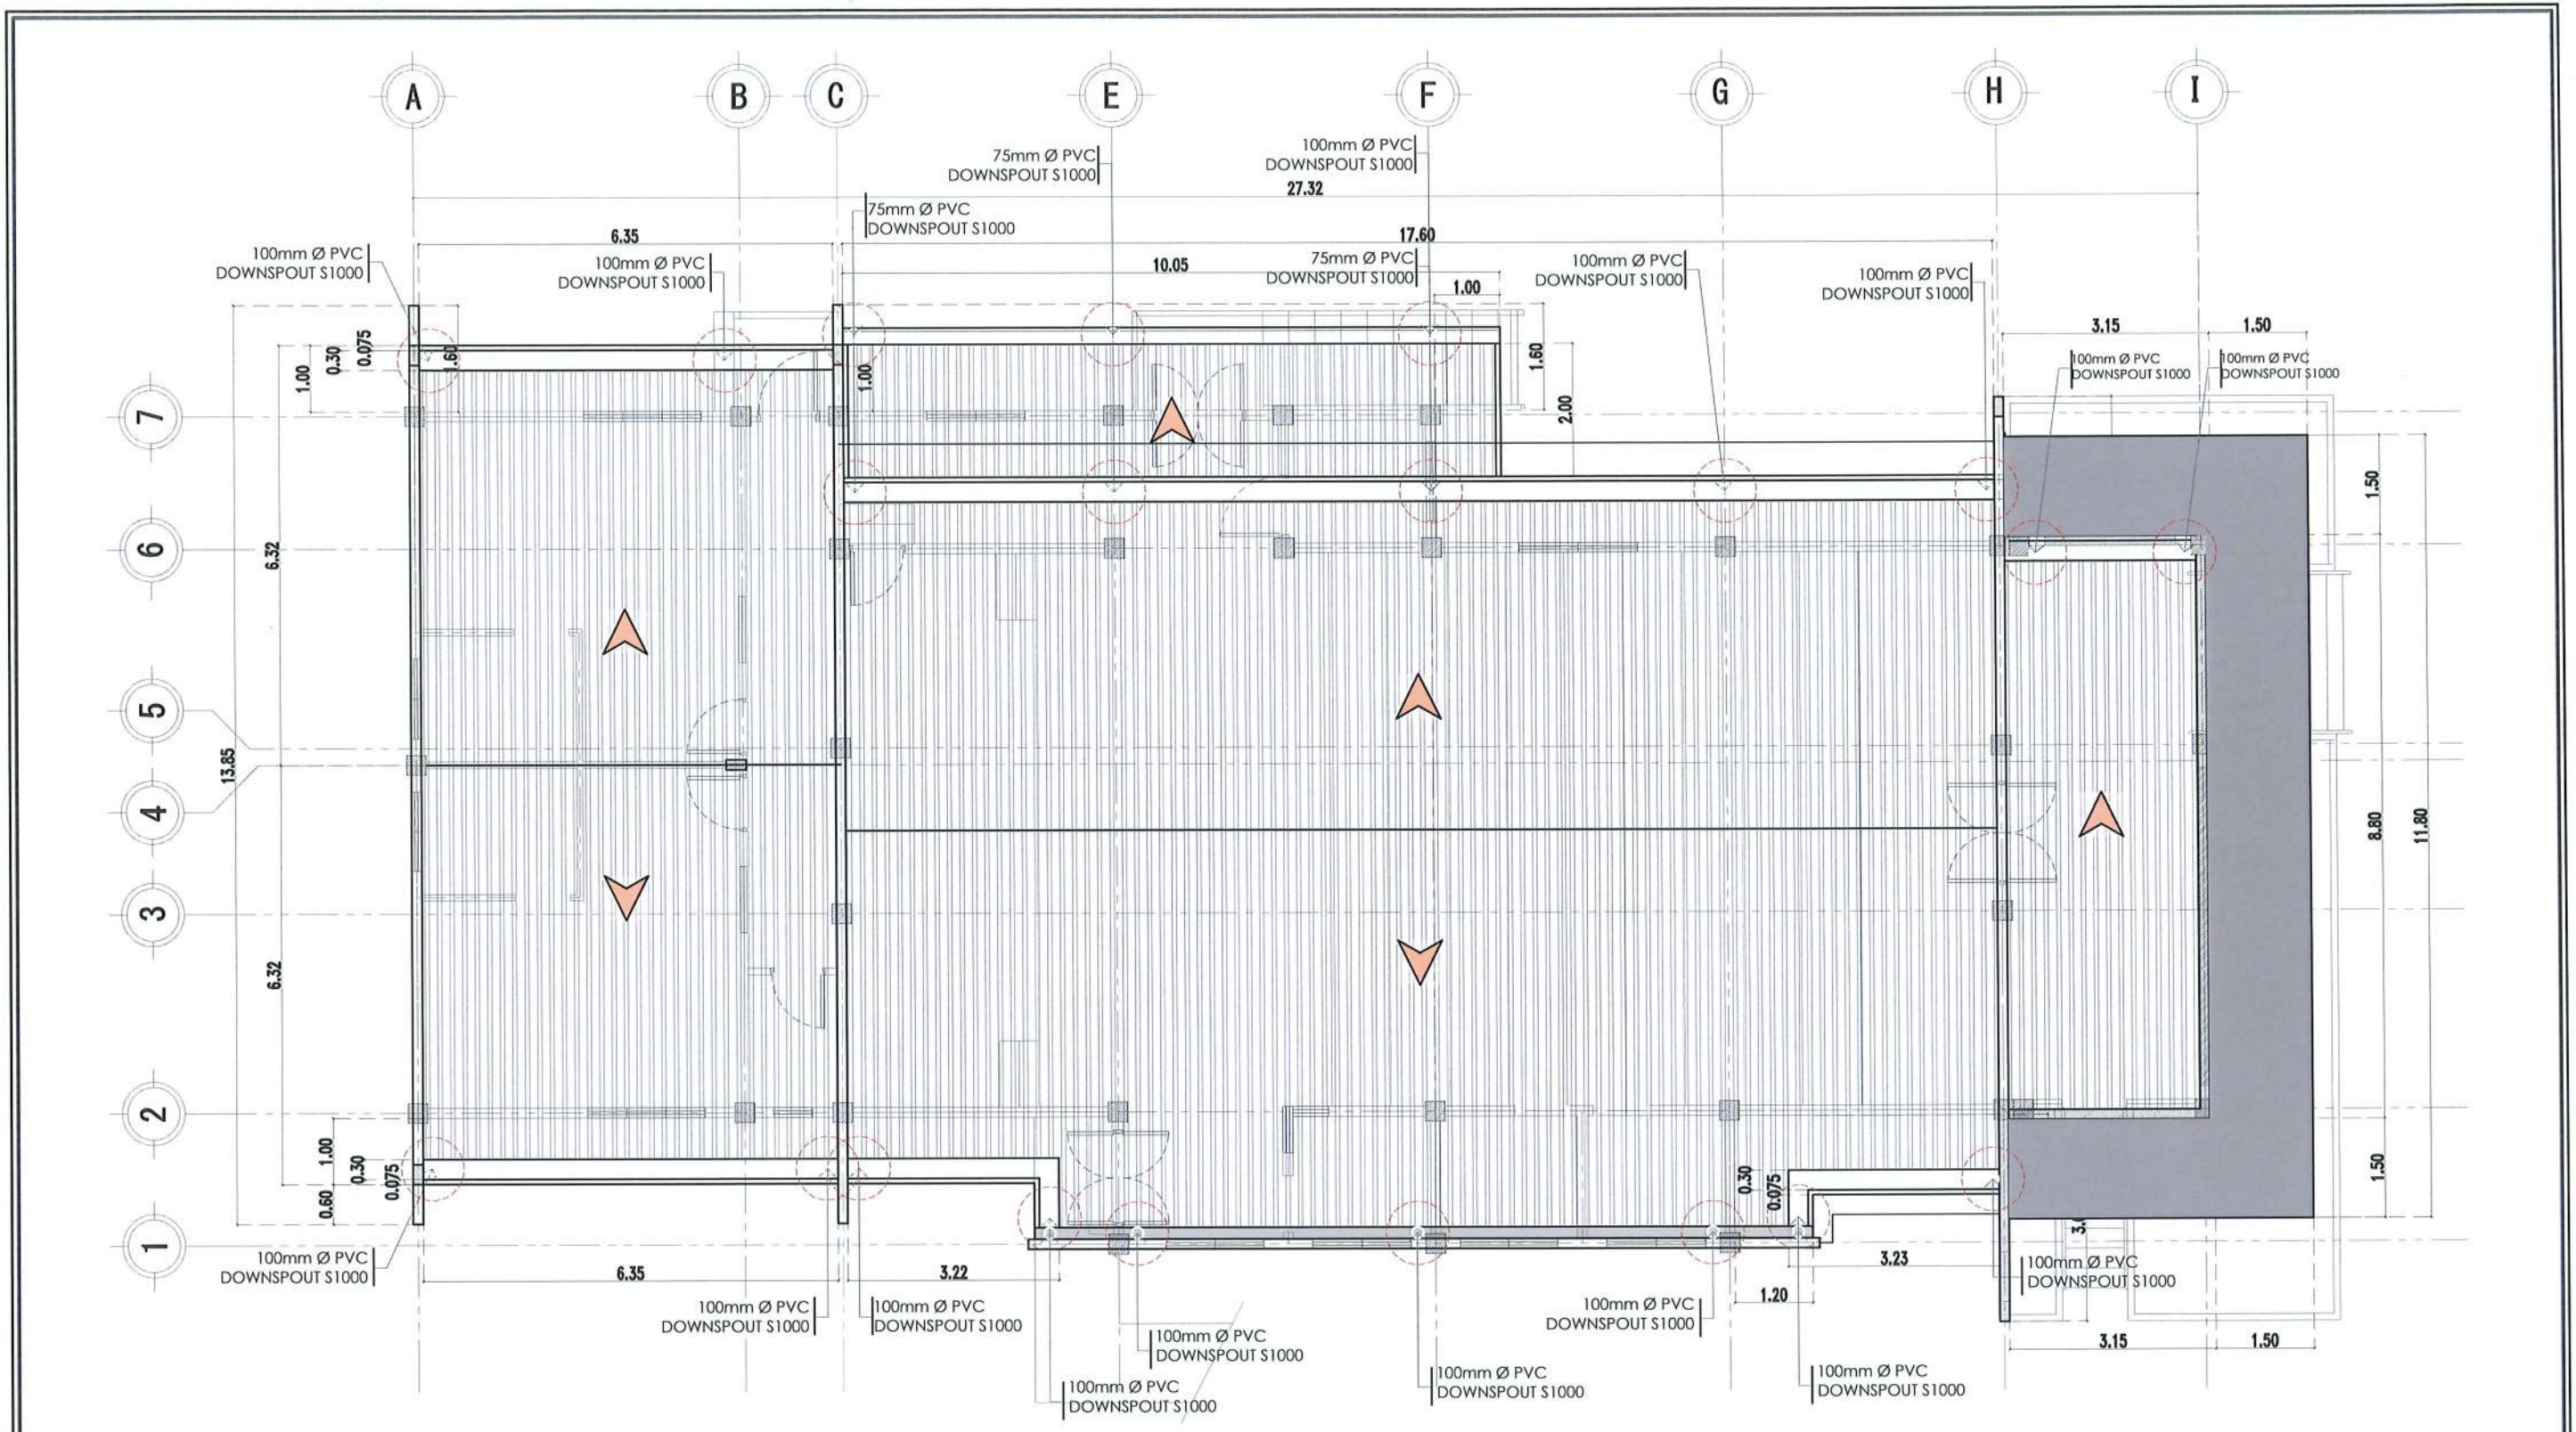 A
B
C
E
F
G
H
I
75mm Ø PVC
DOWNSPOUT S1000
100mm Ø PVC
DOWNSPOUT S1000
27.32
75mm Ø PVC
DOWNSPOUT S1000
6.35
17.60
100mm Ø PVC
DOWNSPOUT S1000
100mm Ø PVC
DOWNSPOUT S1000
10.05
75mm Ø PVC
DOWNSPOUT S1000
1.00
100mm Ø PVC
DOWNSPOUT S1000
100mm Ø PVC
DOWNSPOUT S1000
3.15
1.50
100mm Ø PVC
DOWNSPOUT S1000
100mm Ø PVC
DOWNSPOUT S1000
1.00
0.30
0.075
1.60
1.00
1.60
2.00
7
6
5
4
3
2
1
6.32
13.85
6.32
1.50
8.80
11.80
1.50
1.00
0.30
0.075
0.60
0.30
0.075
100mm Ø PVC
DOWNSPOUT S1000
6.35
3.22
3.23
1.20
100mm Ø PVC
DOWNSPOUT S1000
100mm Ø PVC
DOWNSPOUT S1000
100mm Ø PVC
DOWNSPOUT S1000
100mm Ø PVC
DOWNSPOUT S1000
100mm Ø PVC
DOWNSPOUT S1000
3.15
1.50
100mm Ø PVC
DOWNSPOUT S1000
100mm Ø PVC
DOWNSPOUT S1000
100mm Ø PVC
DOWNSPOUT S1000